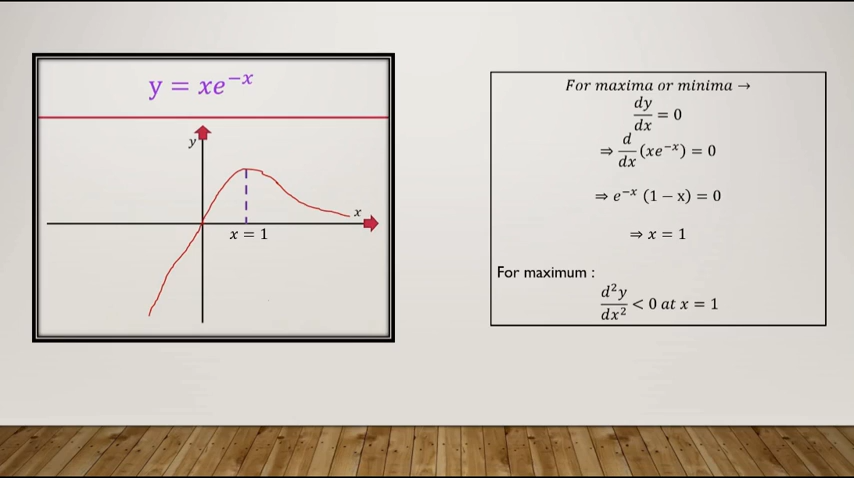 y = xe⁻ˣ
y
x
x = 1
For maxima or minima →
dy/dx = 0
⇒ d/dx (xe⁻ˣ) = 0
⇒ e⁻ˣ (1 − x) = 0
⇒ x = 1
For maximum :
d²y/dx² < 0 at x = 1